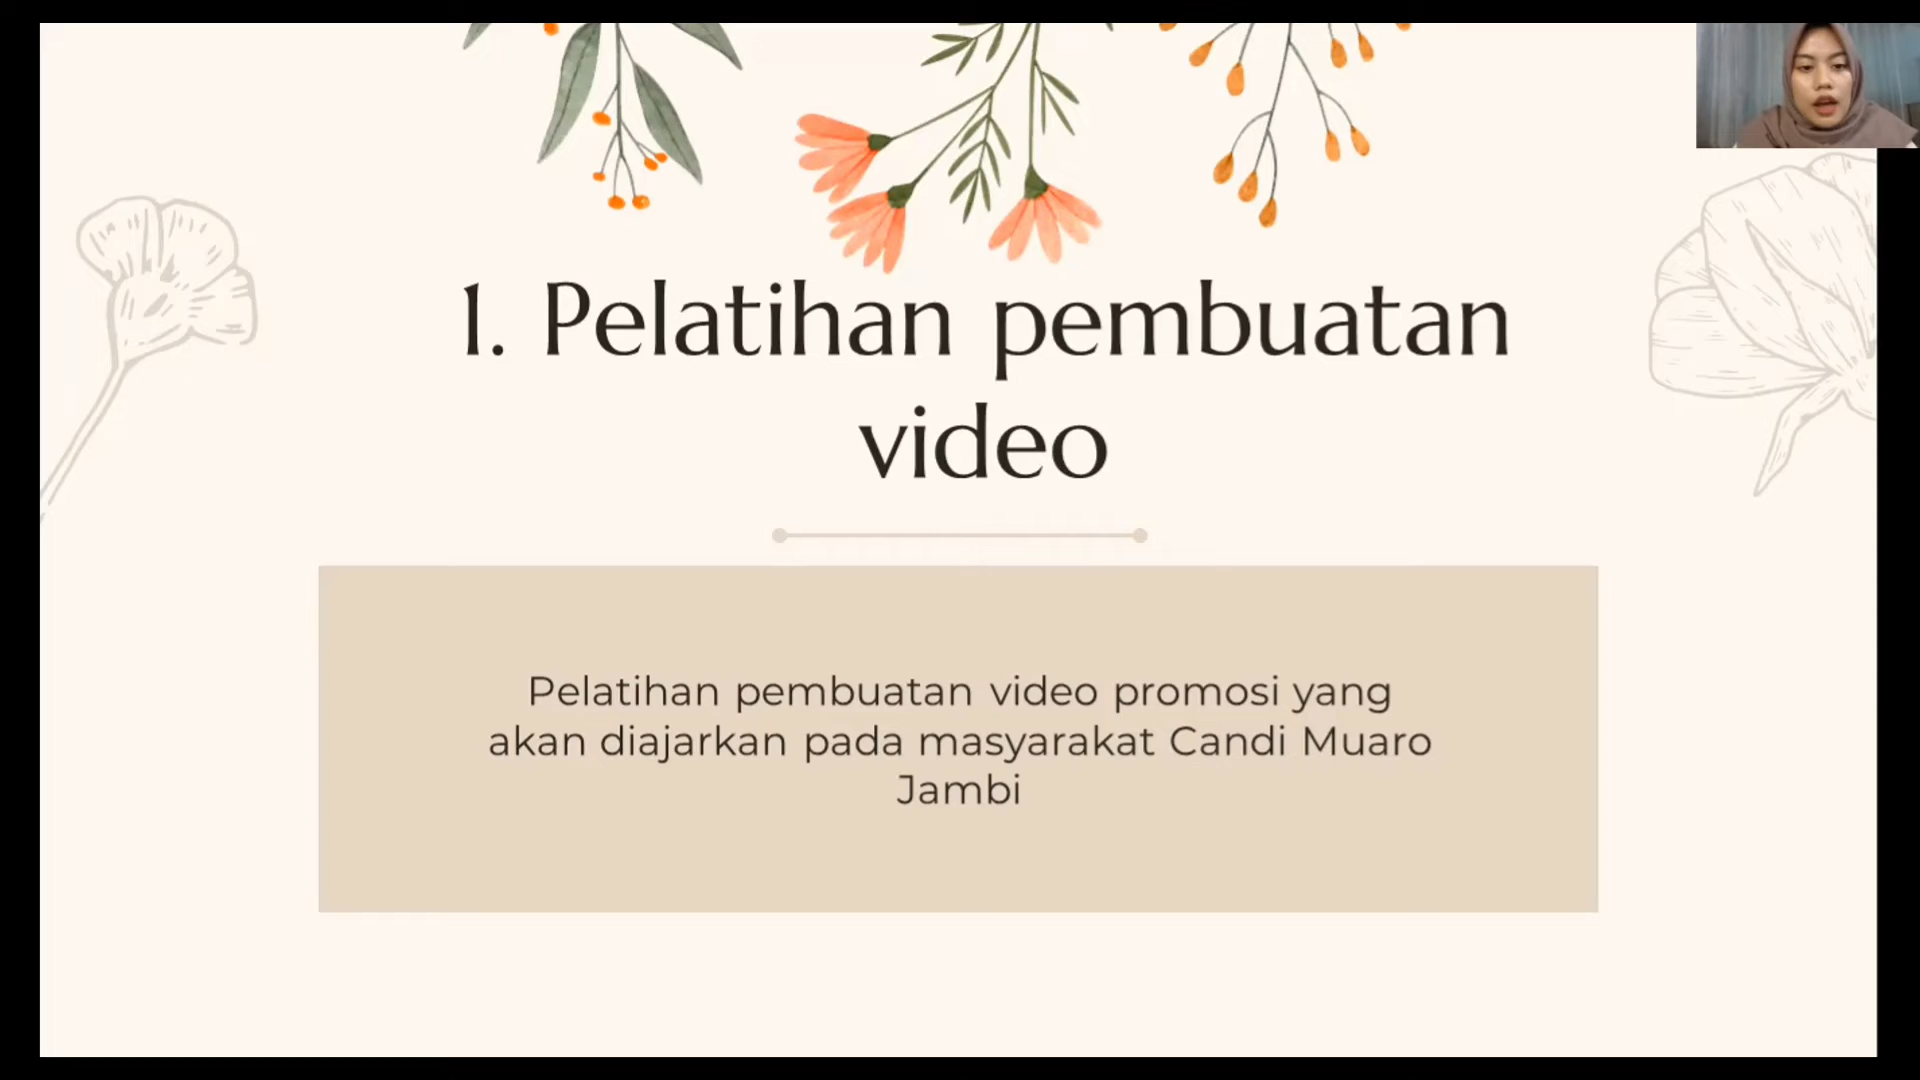 1. Pelatihan pembuatan
video
Pelatihan pembuatan video promosi yang
akan diajarkan pada masyarakat Candi Muaro
Jambi